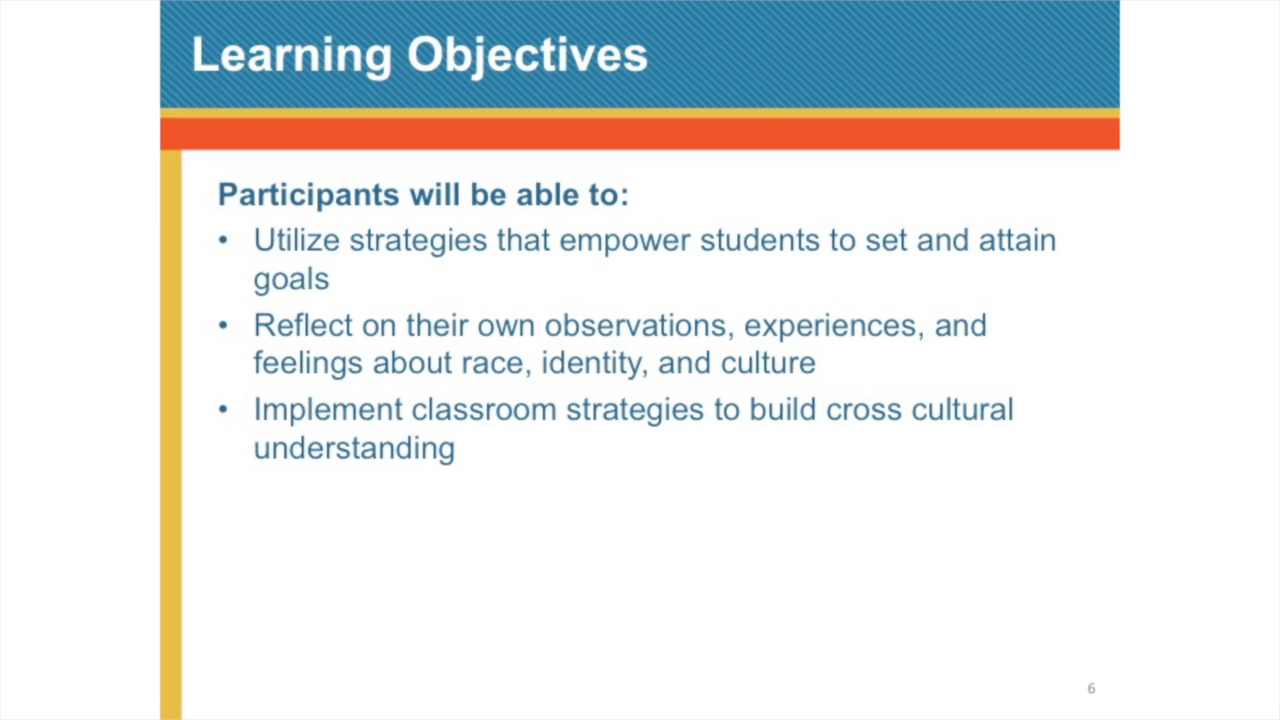 Learning Objectives
Participants will be able to:
• Utilize strategies that empower students to set and attain
goals
• Reflect on their own observations, experiences, and
feelings about race, identity, and culture
• Implement classroom strategies to build cross cultural
understanding
6